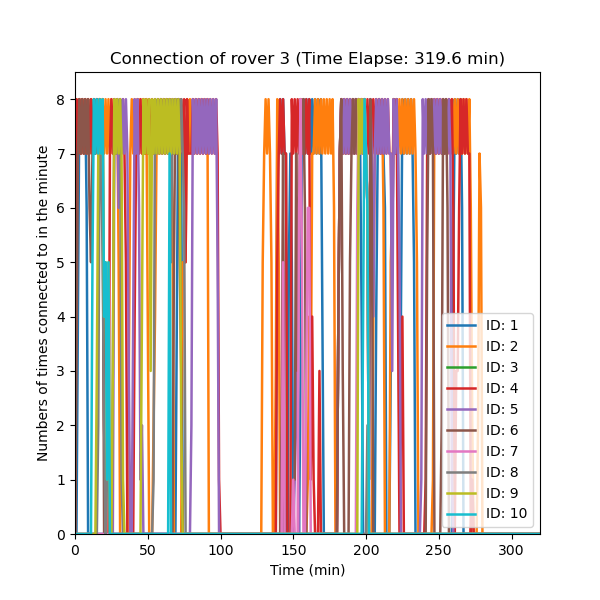 Connection of rover 3 (Time Elapse: 319.6 min)
Numbers of times connected to in the minute
8
7
6
5
4
3
2
1
0
0 50 100 150 200 250 300
Time (min)
ID: 1
ID: 2
ID: 3
ID: 4
ID: 5
ID: 6
ID: 7
ID: 8
ID: 9
ID: 10